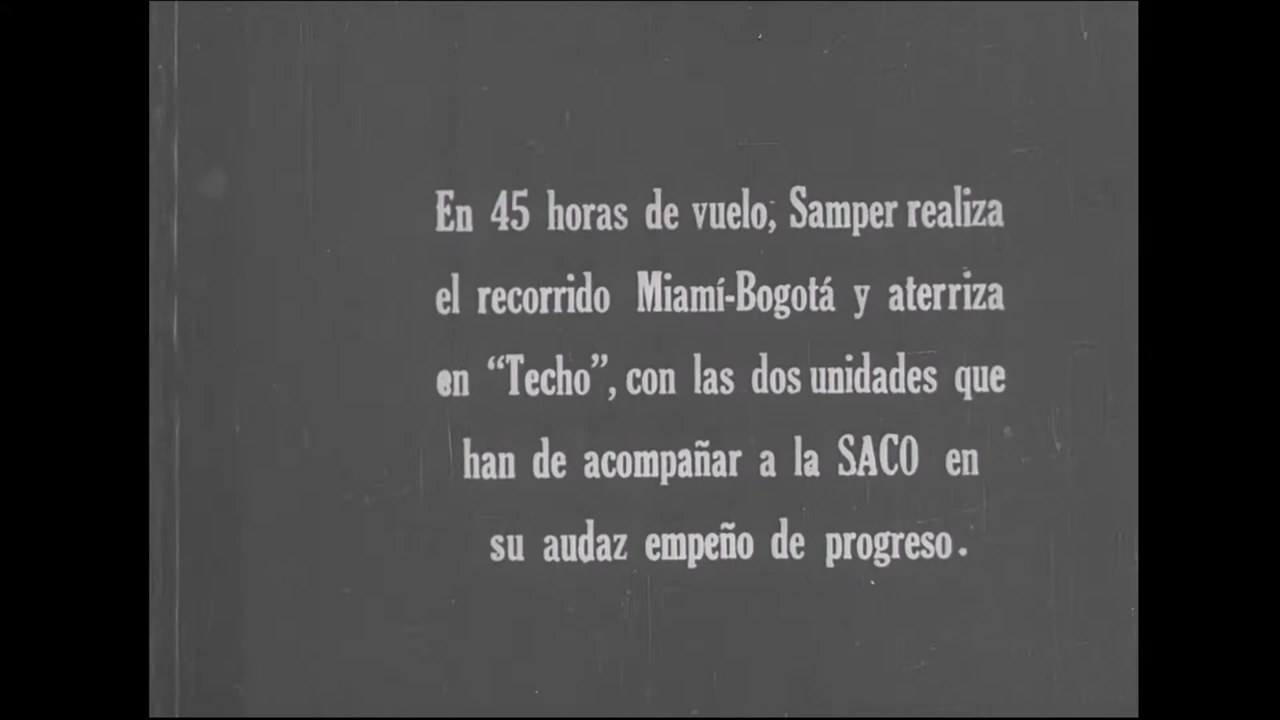 En 45 horas de vuelo, Samper realiza
el recorrido Miamí-Bogotá y aterriza
en “Techo”, con las dos unidades que
han de acompañar a la SACO en
su audaz empeño de progreso.